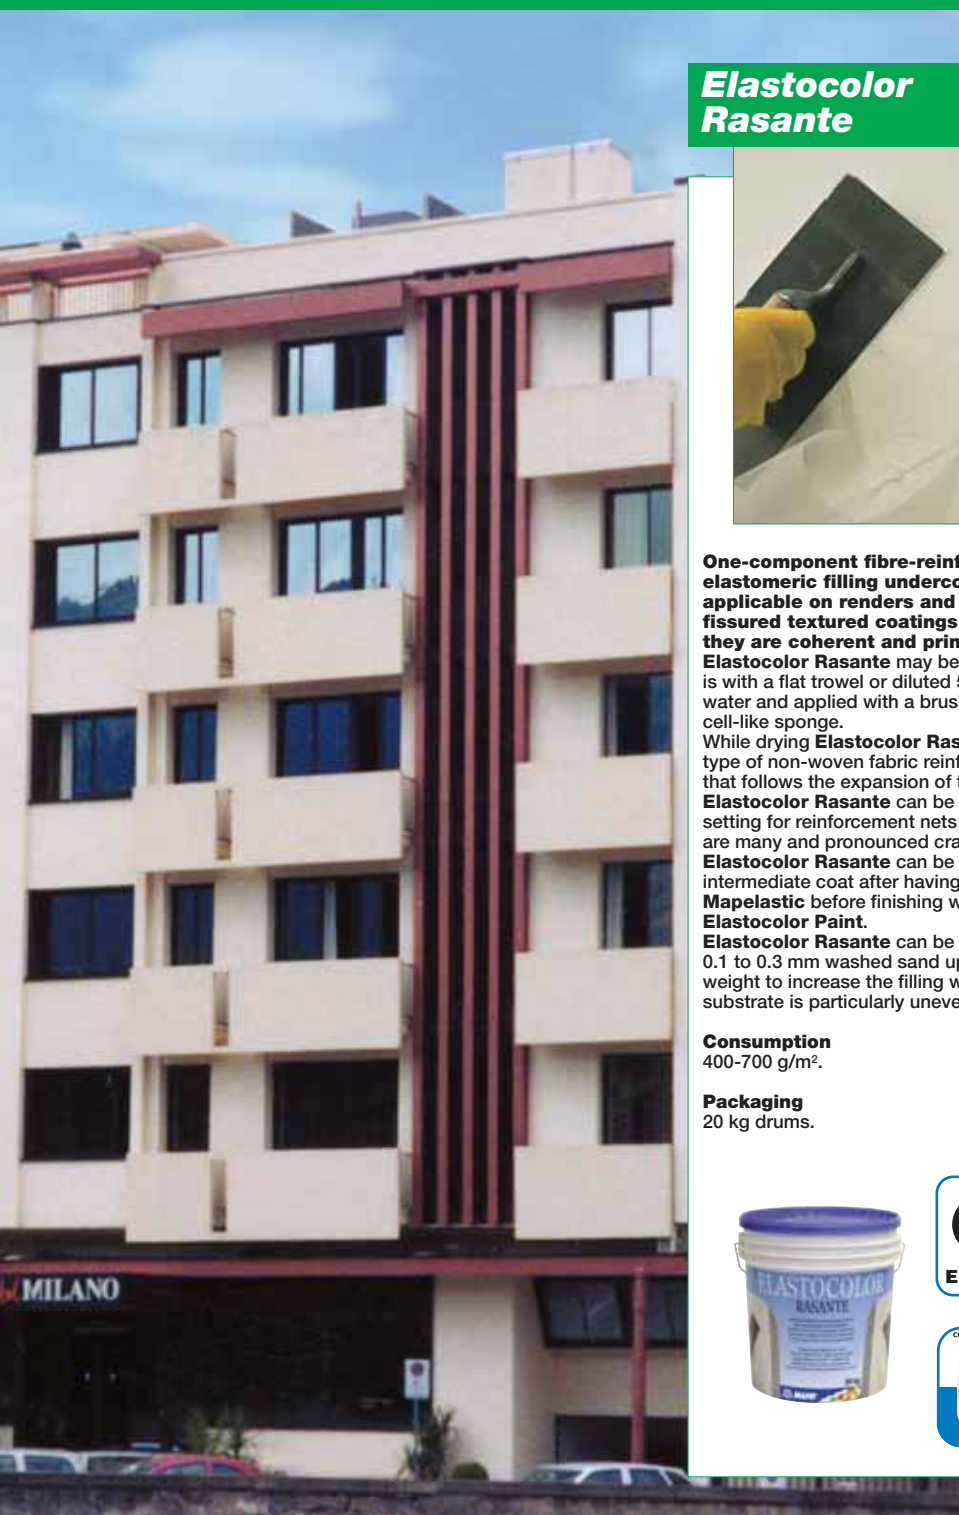 Elastocolor
Rasante
One-component fibre-reinf
elastomeric filling underco
applicable on renders and
fissured textured coatings
they are coherent and prin
Elastocolor Rasante may be
is with a flat trowel or diluted 5
water and applied with a brus
cell-like sponge.
While drying Elastocolor Ras
type of non-woven fabric reinf
that follows the expansion of t
Elastocolor Rasante can be
setting for reinforcement nets
are many and pronounced cra
Elastocolor Rasante can be
intermediate coat after having
Mapelastic before finishing w
Elastocolor Paint.
Elastocolor Rasante can be
0.1 to 0.3 mm washed sand up
weight to increase the filling w
substrate is particularly uneve
Consumption
400-700 g/m².
Packaging
20 kg drums.
MILANO
ELASTOCOLOR
RASANTE
MAPEI
E